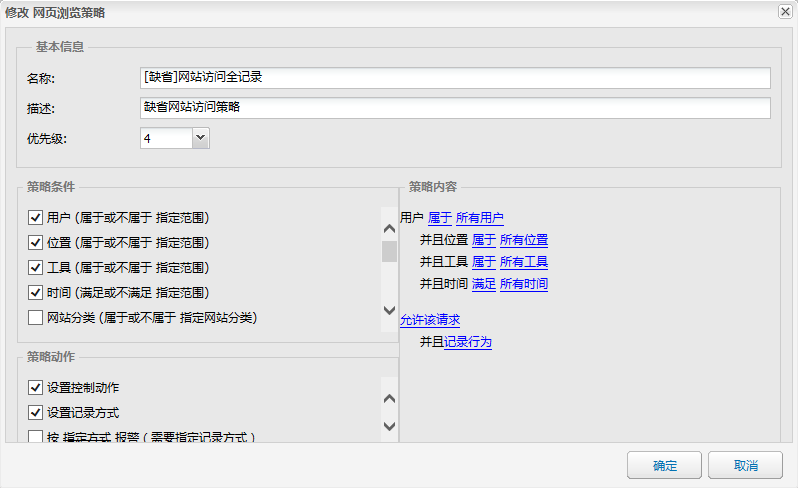 修改 网页浏览策略
基本信息
名称:
[缺省]网站访问全记录
描述:
缺省网站访问策略
优先级:
4
策略条件
用户 (属于或不属于 指定范围)
位置 (属于或不属于 指定范围)
工具 (属于或不属于 指定范围)
时间 (满足或不满足 指定范围)
网站分类 (属于或不属于 指定网站分类)
策略动作
设置控制动作
设置记录方式
按 指定方式 报警 ( 需要指定记录方式 )
策略内容
用户 属于 所有用户
并且位置 属于 所有位置
并且工具 属于 所有工具
并且时间 满足 所有时间
允许该请求
并且记录行为
确定
取消